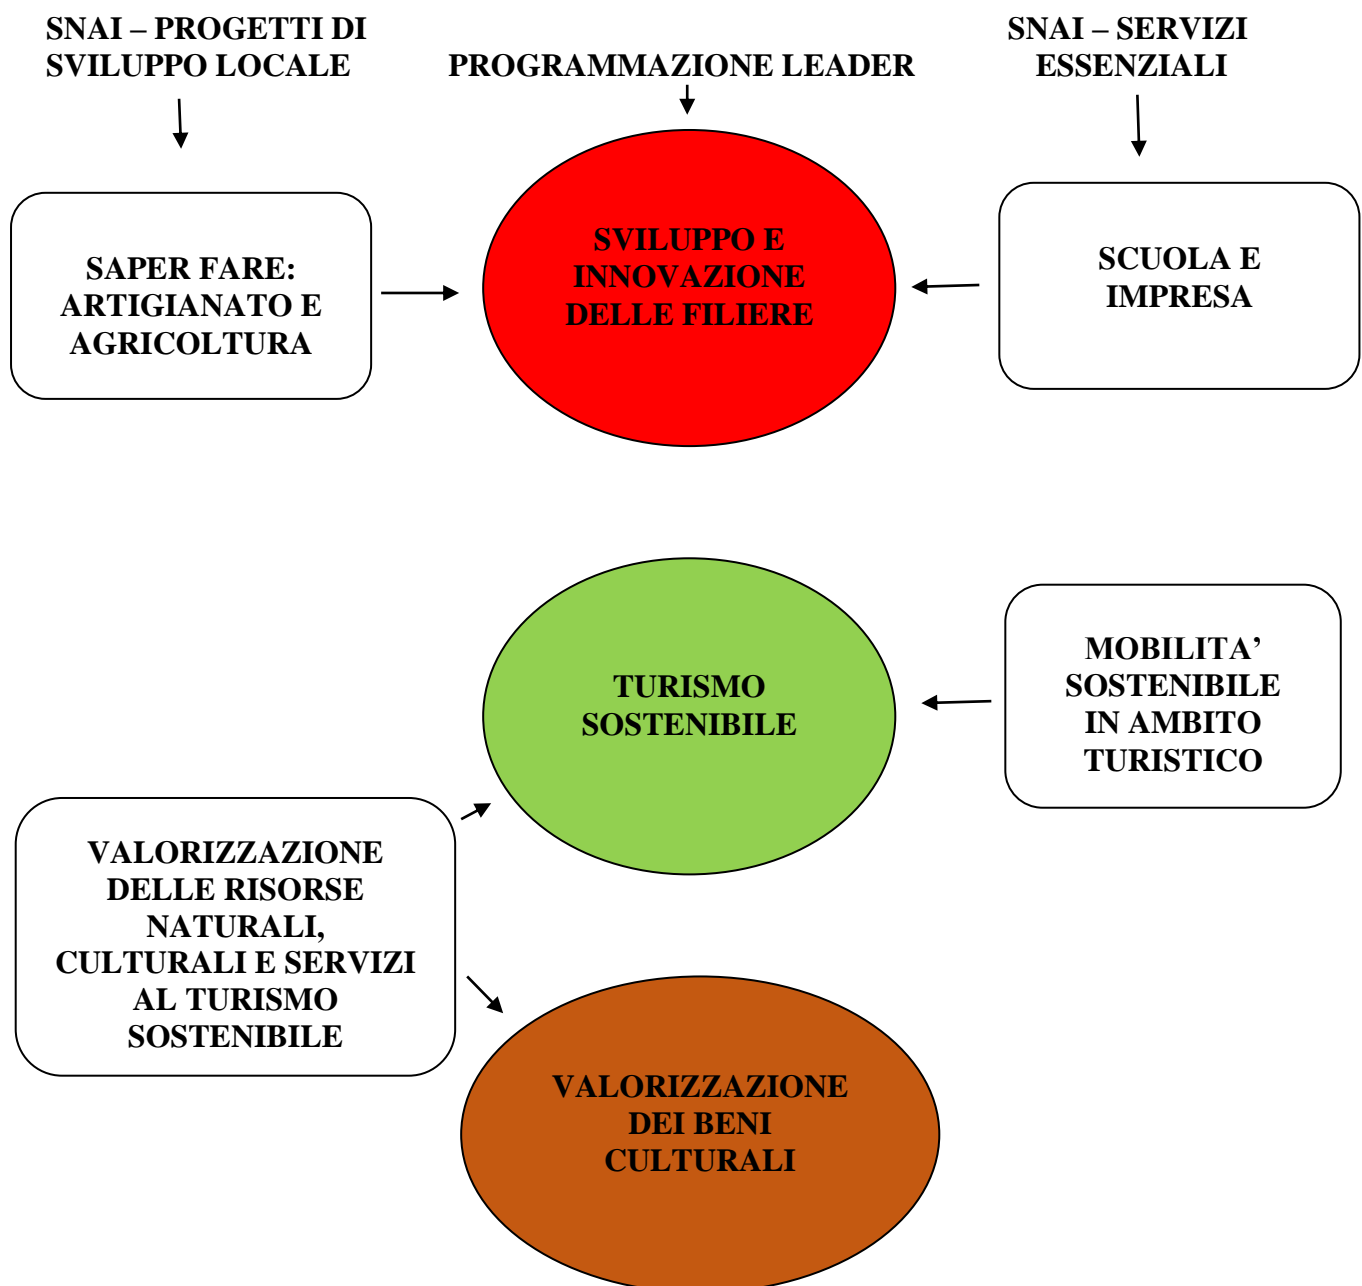 SNAI – PROGETTI DI
SVILUPPO LOCALE
PROGRAMMAZIONE LEADER
SNAI – SERVIZI
ESSENZIALI
SAPER FARE:
ARTIGIANATO E
AGRICOLTURA
SVILUPPO E
INNOVAZIONE
DELLE FILIERE
SCUOLA E
IMPRESA
TURISMO
SOSTENIBILE
MOBILITA’
SOSTENIBILE
IN AMBITO
TURISTICO
VALORIZZAZIONE
DELLE RISORSE
NATURALI,
CULTURALI E SERVIZI
AL TURISMO
SOSTENIBILE
VALORIZZAZIONE
DEI BENI
CULTURALI